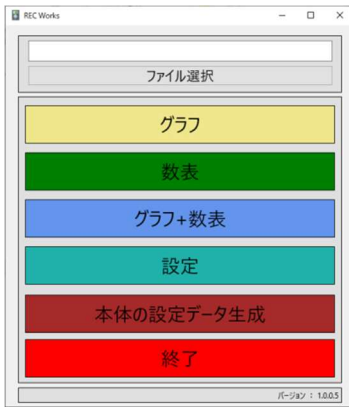 REC Works
ファイル選択
グラフ
数表
グラフ+数表
設定
本体の設定データ生成
終了
バージョン : 1.0.0.5